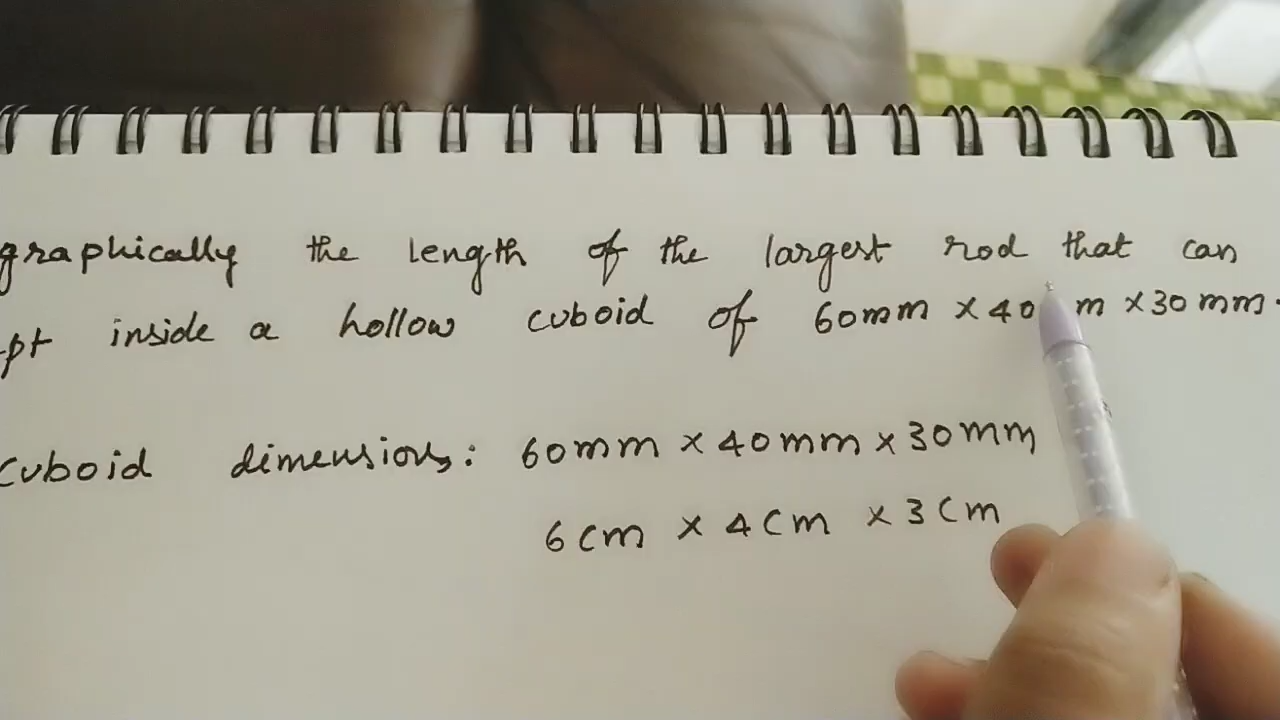 graphically the length of the largest rod that can
pt inside a hollow cuboid of 60mm × 40 m × 30mm.
cuboid dimensions: 60mm × 40mm × 30mm
6cm × 4cm × 3cm